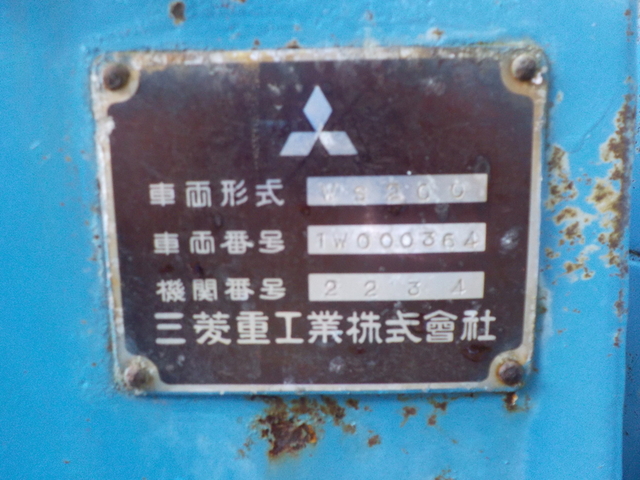 車両形式 WS200
車両番号 1W000364
機関番号 2234
三菱重工業株式會社